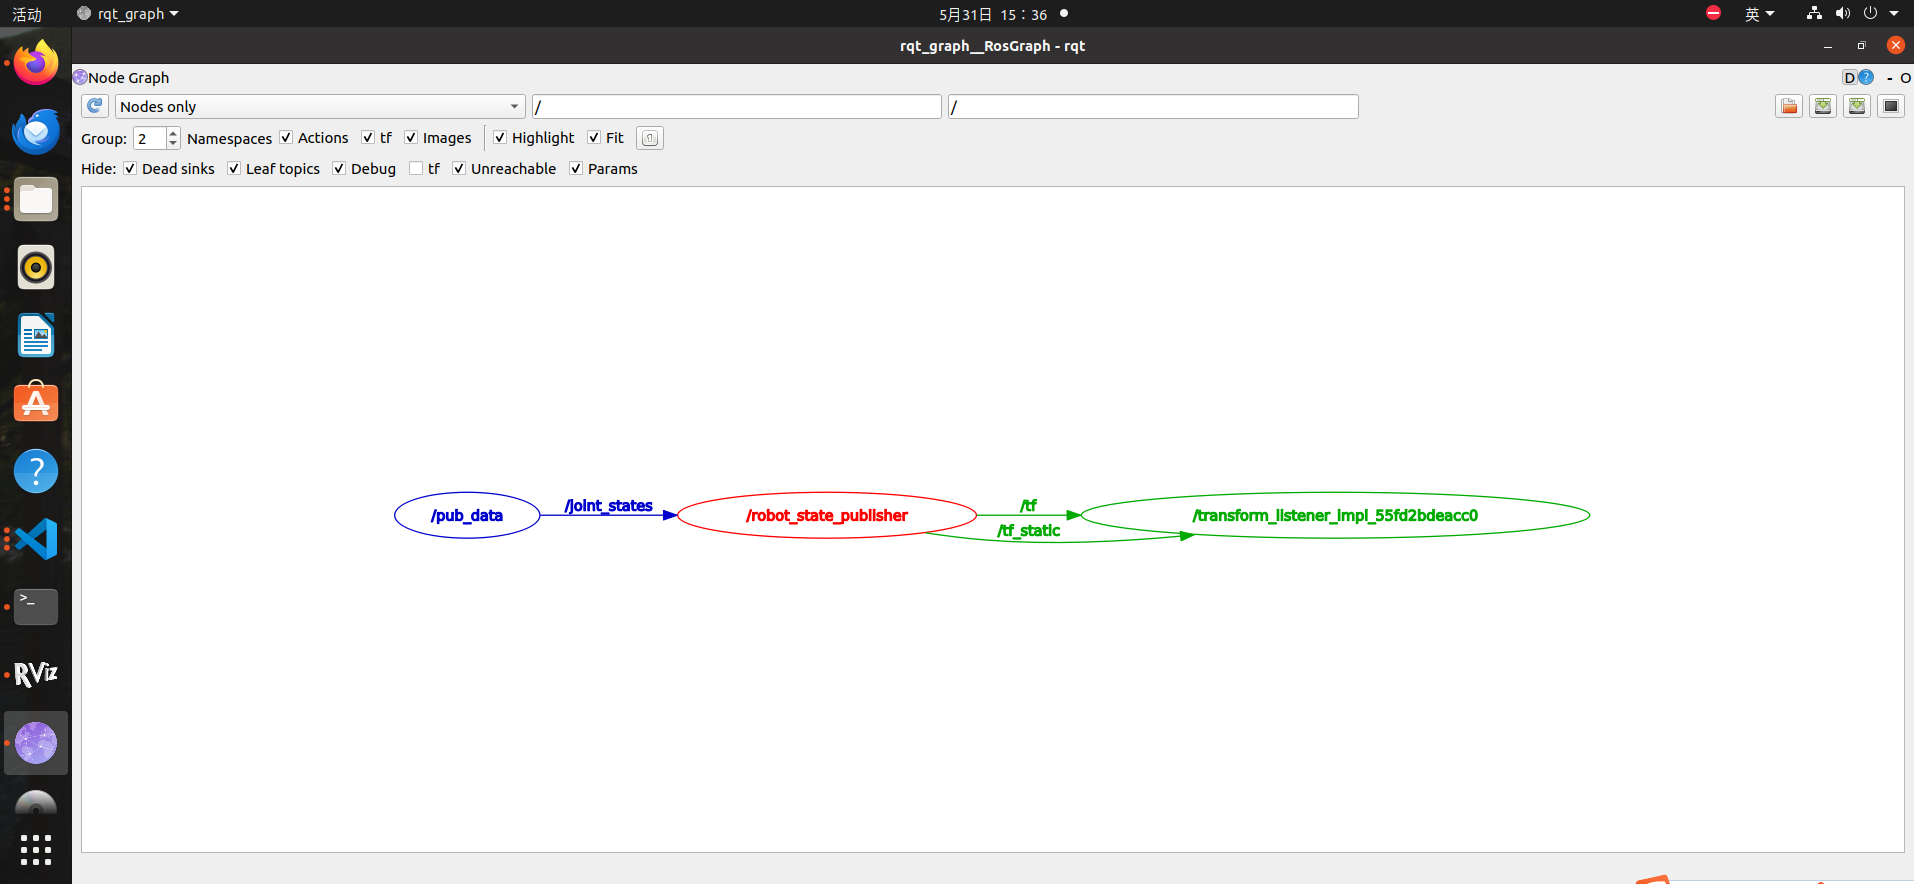 活动 rqt_graph 5月31日 15：36 英
rqt_graph__RosGraph - rqt
Node Graph D ? - O
Nodes only / /
Group: 2 Namespaces Actions tf Images Highlight Fit
Hide: Dead sinks Leaf topics Debug tf Unreachable Params
/pub_data /joint_states /robot_state_publisher /tf /transform_listener_impl_55fd2bdeacc0
/tf_static
?
>_
RViz